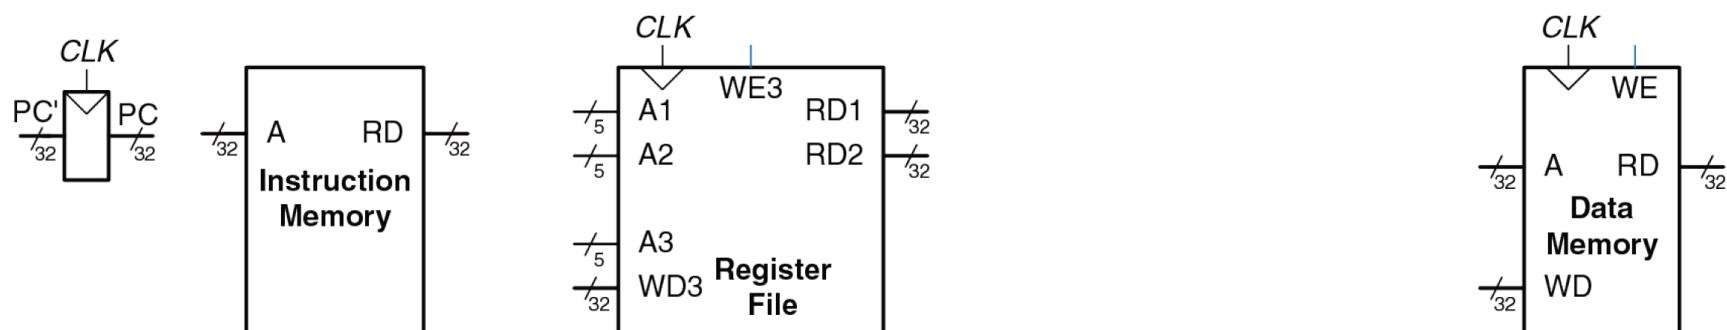 CLK
PC'
PC
32
32
A
RD
32
32
Instruction
Memory
CLK
WE3
A1
RD1
5
32
A2
RD2
5
32
A3
5
WD3
32
Register
File
CLK
WE
A
RD
32
32
Data
Memory
WD
32